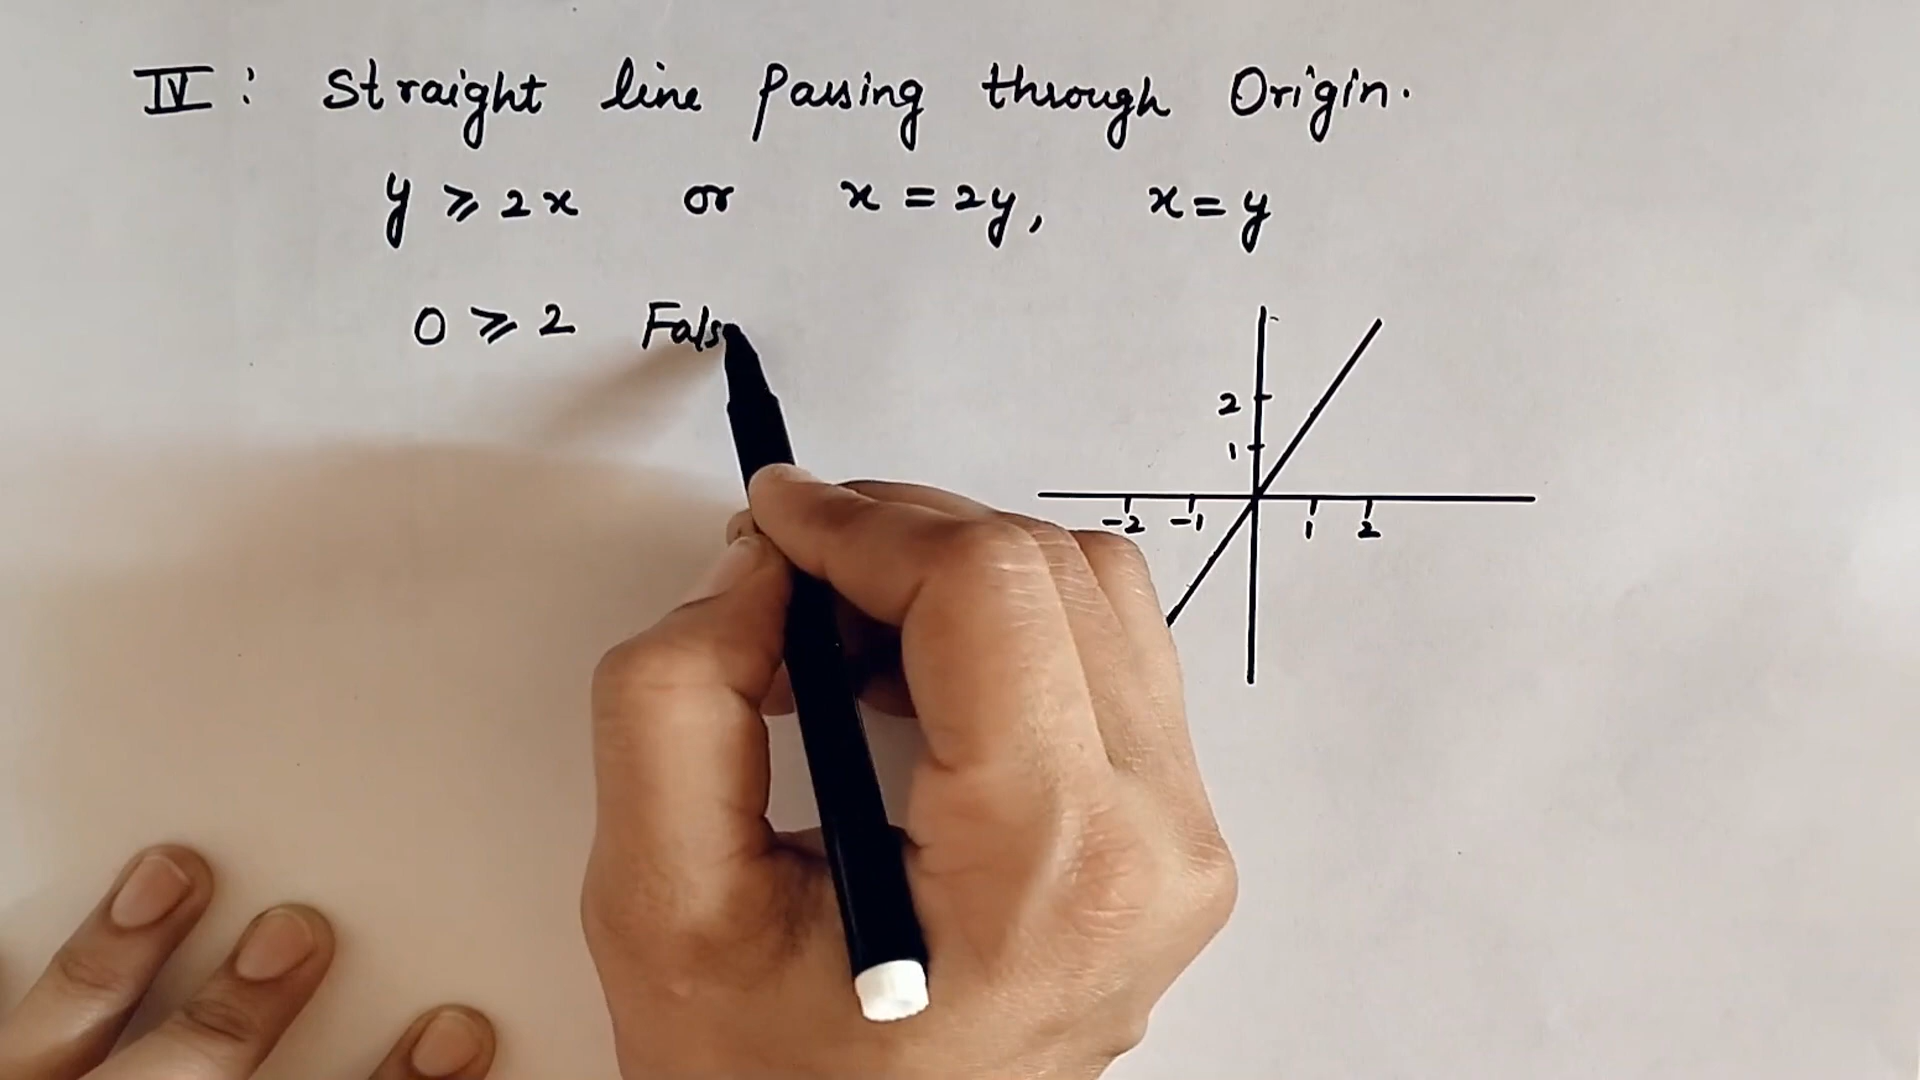 IV: Straight line Passing through Origin.
y ⩾ 2x or x = 2y, x = y
0 ⩾ 2 Fals
2
1
-2 -1 1 2